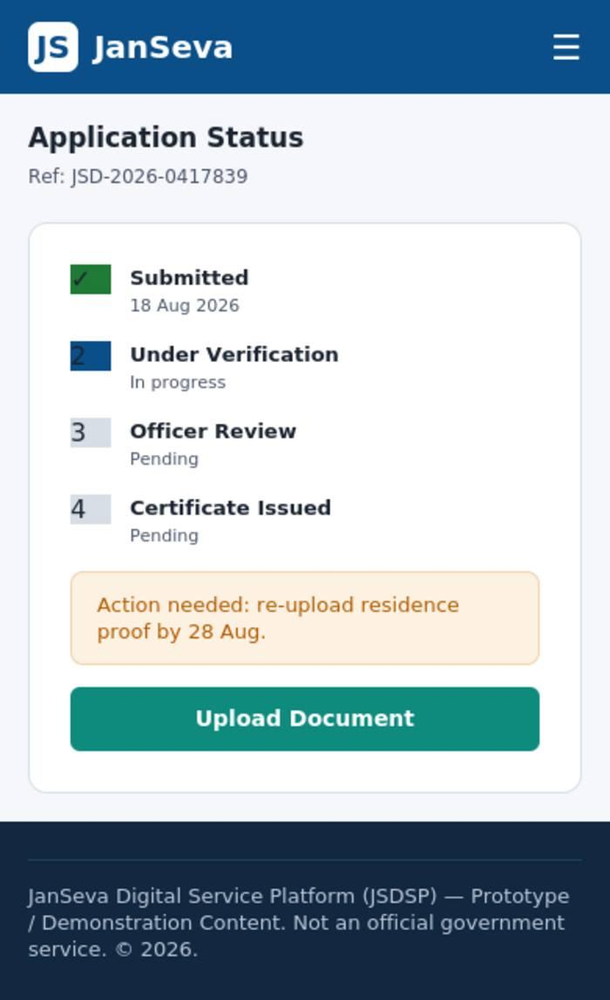 JS JanSeva ☰
Application Status
Ref: JSD-2026-0417839
✓ Submitted
18 Aug 2026
2 Under Verification
In progress
3 Officer Review
Pending
4 Certificate Issued
Pending
Action needed: re-upload residence
proof by 28 Aug.
Upload Document
JanSeva Digital Service Platform (JSDSP) — Prototype
/ Demonstration Content. Not an official government
service. © 2026.